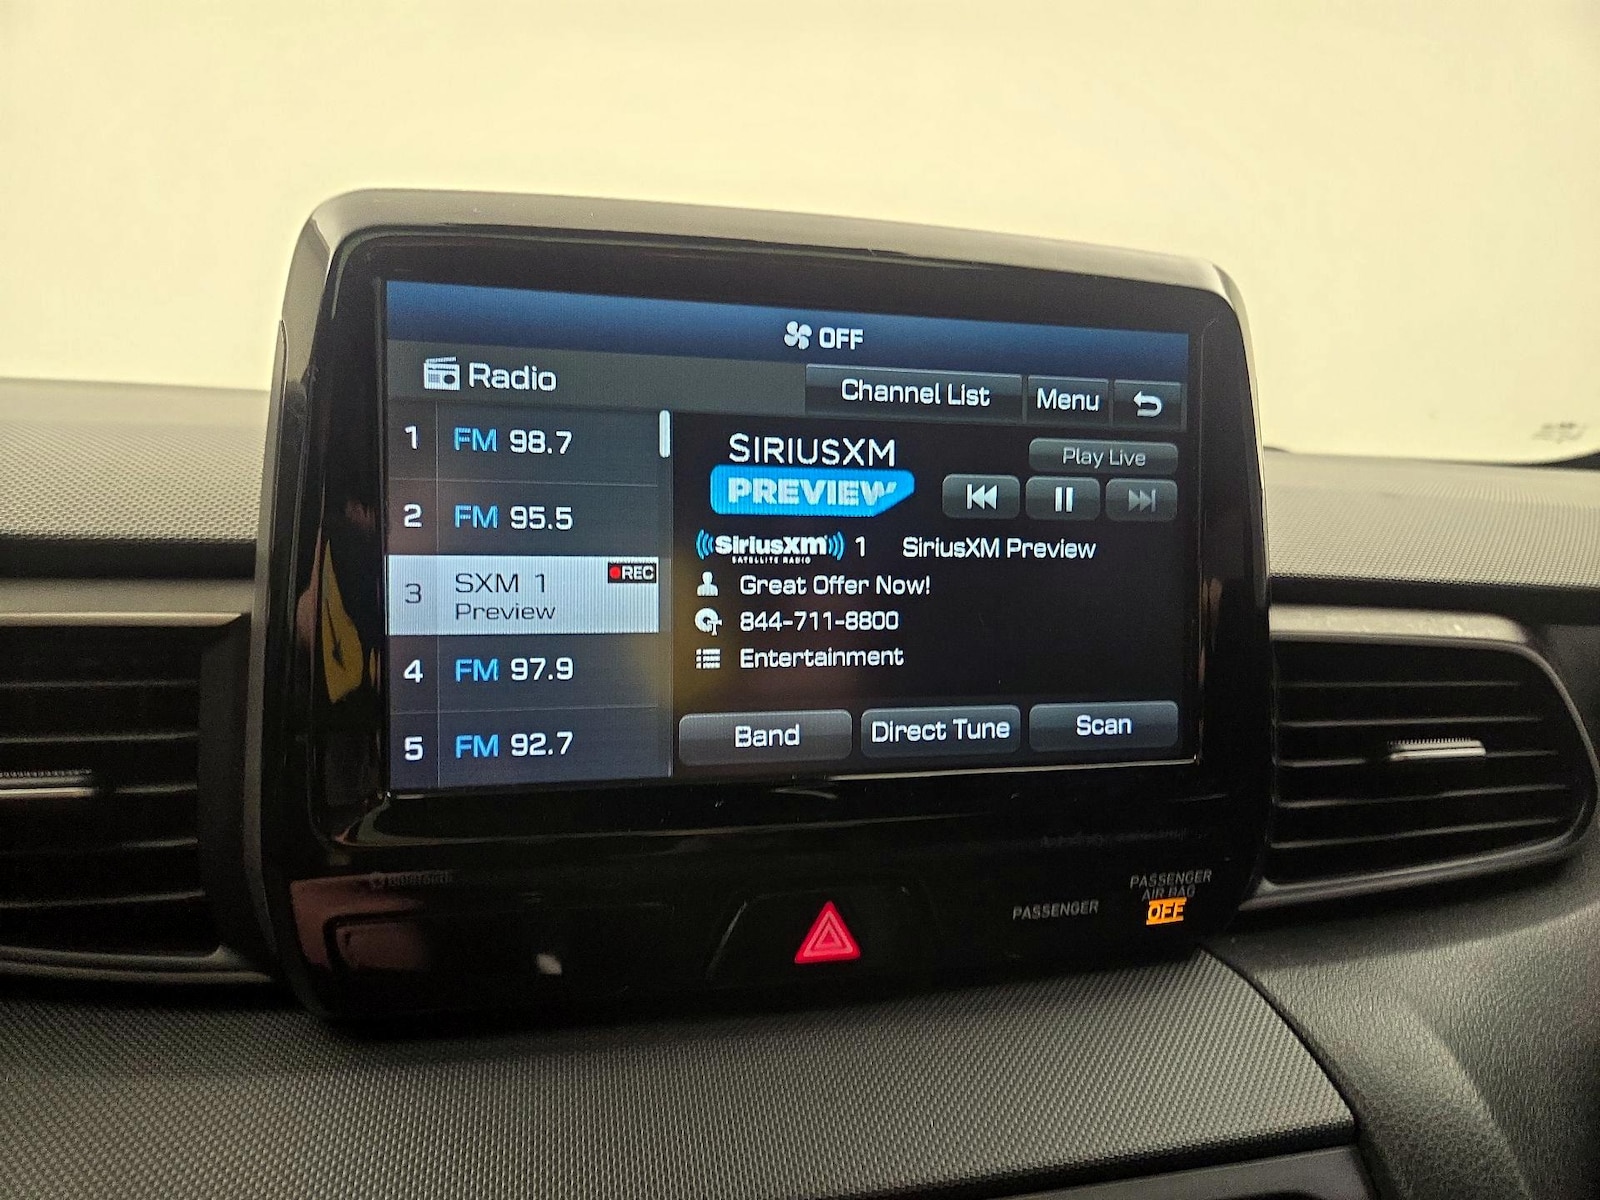 OFF
Radio
Channel List
Menu
1 FM 98.7
2 FM 95.5
3 SXM 1 REC
Preview
4 FM 97.9
5 FM 92.7
SIRIUSXM
PREVIEW
Play Live
SiriusXM 1 SiriusXM Preview
SATELLITE RADIO
Great Offer Now!
844-711-8800
Entertainment
Band
Direct Tune
Scan
PASSENGER
PASSENGER
AIR BAG
OFF